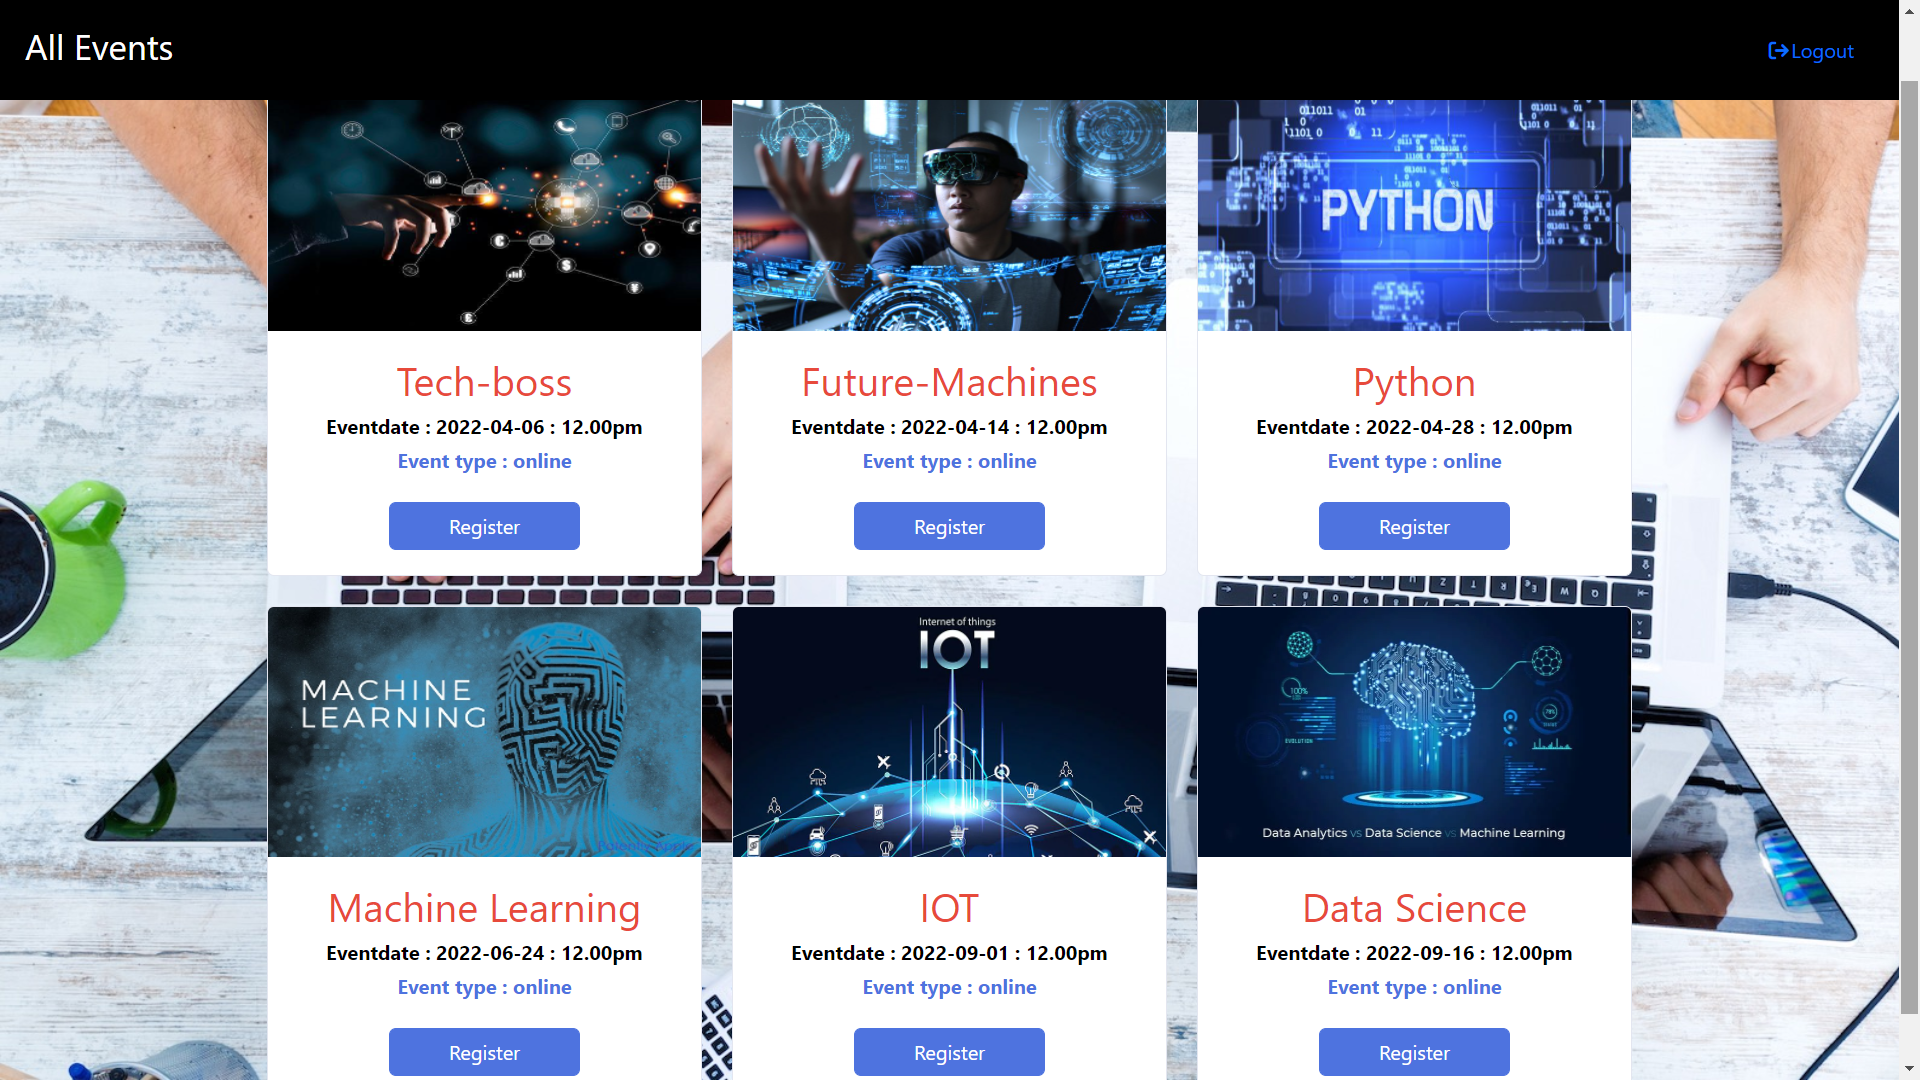 All Events
Logout
PYTHON
Tech-boss
Future-Machines
Python
Eventdate : 2022-04-06 : 12.00pm
Eventdate : 2022-04-14 : 12.00pm
Eventdate : 2022-04-28 : 12.00pm
Event type : online
Event type : online
Event type : online
Register
Register
Register
MACHINE
LEARNING
Internet of things
IOT
100%
EVOLUTION
Data Analytics vs Data Science vs Machine Learning
Machine Learning
IOT
Data Science
Eventdate : 2022-06-24 : 12.00pm
Eventdate : 2022-09-01 : 12.00pm
Eventdate : 2022-09-16 : 12.00pm
Event type : online
Event type : online
Event type : online
Register
Register
Register